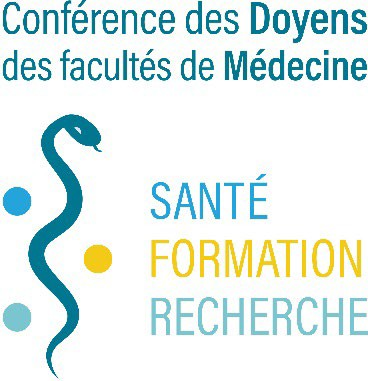 Conférence des Doyens
des facultés de Médecine
SANTÉ
FORMATION
RECHERCHE